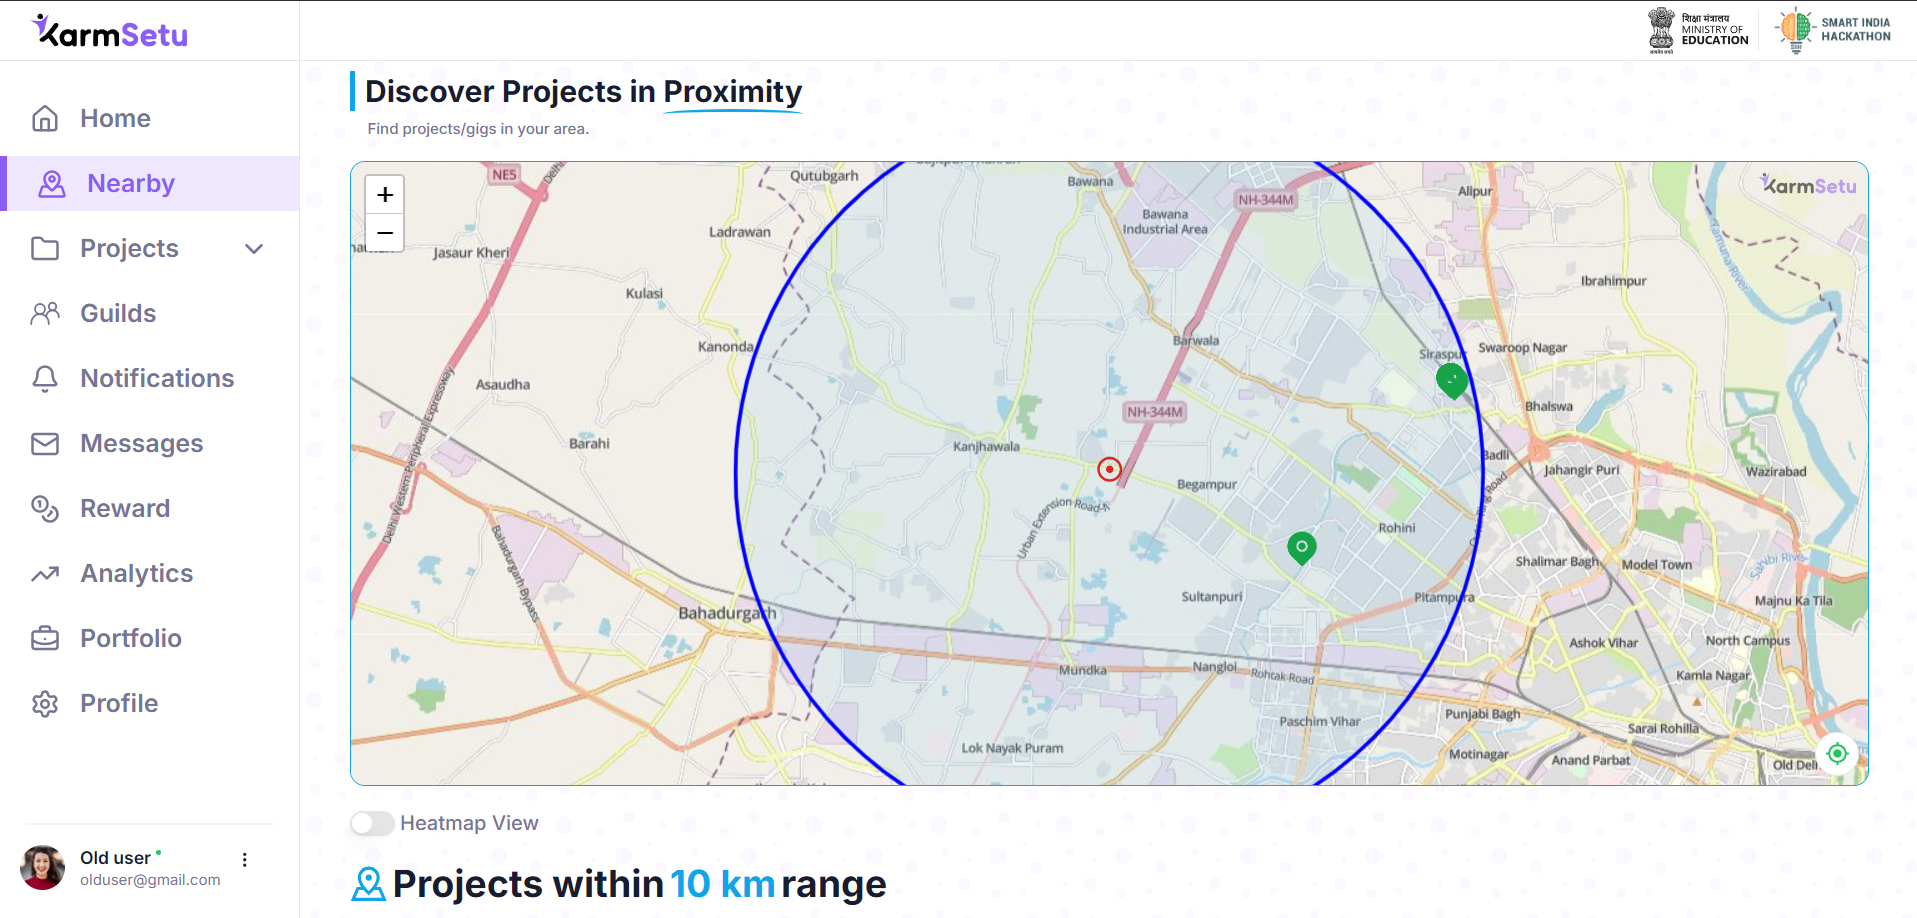 KarmSetu
शिक्षा मंत्रालय
MINISTRY OF
EDUCATION
SMART INDIA
HACKATHON
Home
Nearby
Projects
Guilds
Notifications
Messages
Reward
Analytics
Portfolio
Profile
Old user
olduser@gmail.com
Discover Projects in Proximity
Find projects/gigs in your area.
+
−
KarmSetu
NE5
Qutubgarh
Bawana
NH-344M
Alipur
Bawana
Industrial Area
Ladrawan
Jasaur Kheri
Yamuna River
Ibrahimpur
Kulasi
Kanonda
Barwala
Siraspur
Swaroop Nagar
Asaudha
Delhi Western Peripheral Expressway
NH-344M
Bhalswa
Barahi
Kanjhawala
Badli
Jahangir Puri
Wazirabad
Begampur
Urban Extension Road-
Rohini
Bahadurgarh Bypass
Shalimar Bagh
Model Town
Sultanpuri
Pitampura
Majnu Ka Tila
Bahadurgarh
Ashok Vihar
North Campus
Mundka
Nangloi
Rohtak Road
Kamla Nagar
Paschim Vihar
Punjabi Bagh
Sarai Rohilla
Lok Nayak Puram
Motinagar
Anand Parbat
Old Del
Heatmap View
Projects within 10 km range